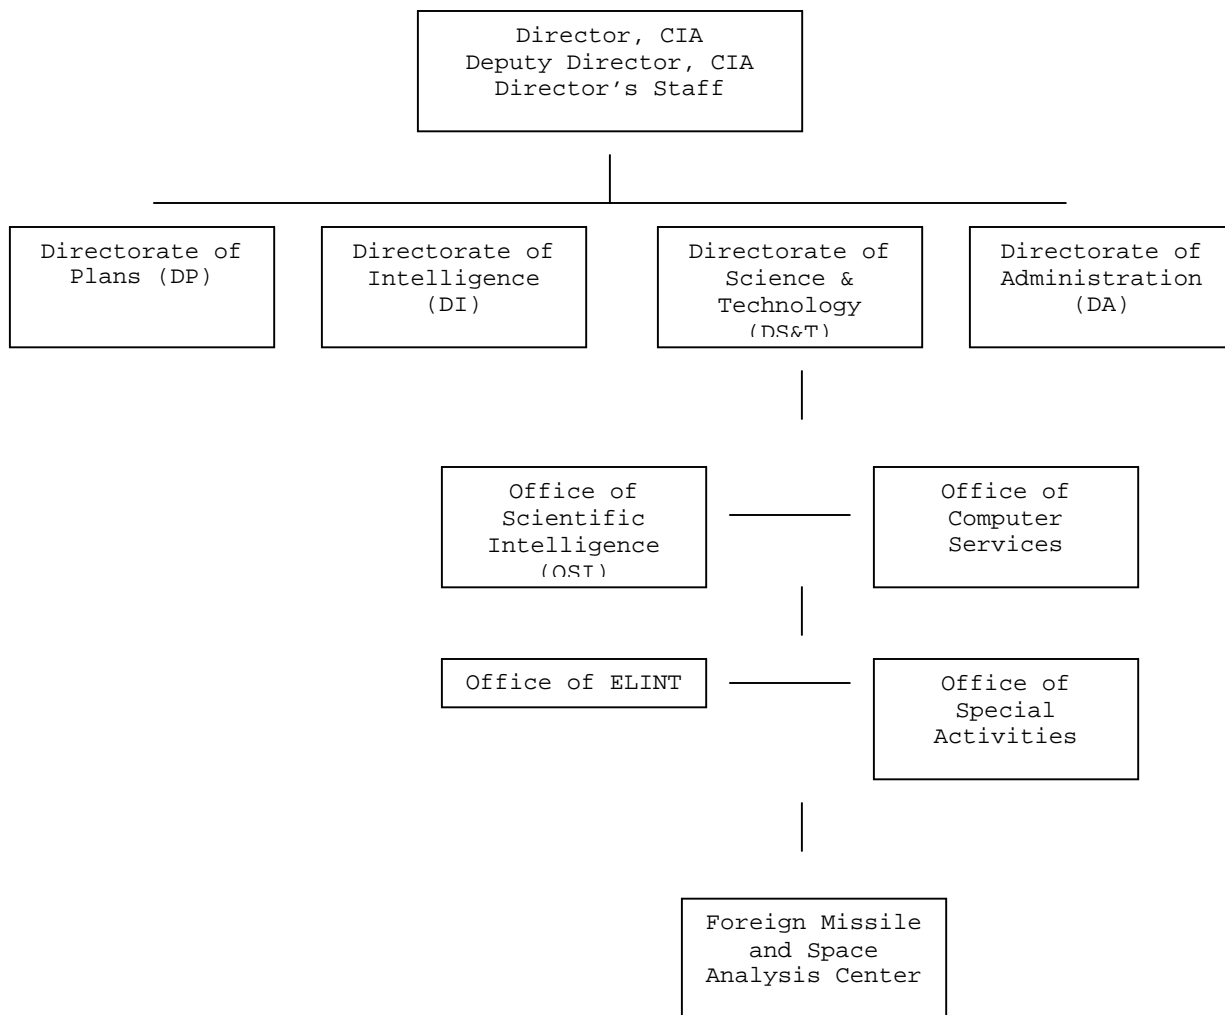 Director, CIA
Deputy Director, CIA
Director's Staff
Directorate of
Plans (DP)
Directorate of
Intelligence
(DI)
Directorate of
Science &
Technology
(DS&T)
Directorate of
Administration
(DA)
Office of
Scientific
Intelligence
(OSI)
Office of
Computer
Services
Office of ELINT
Office of
Special
Activities
Foreign Missile
and Space
Analysis Center